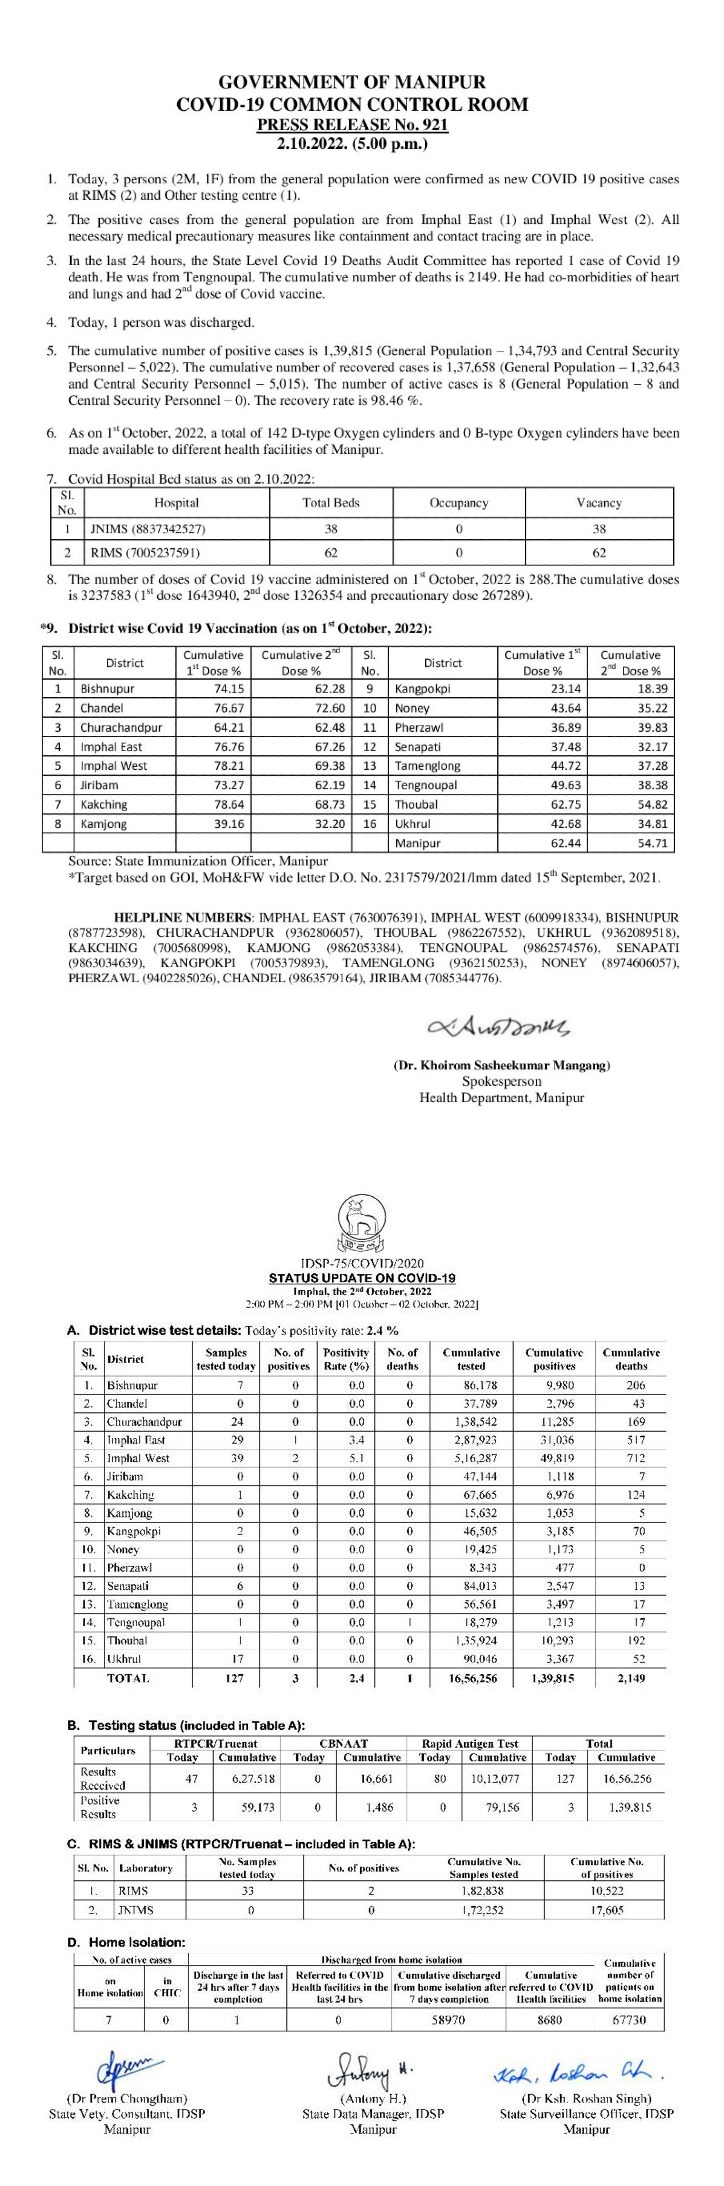 GOVERNMENT OF MANIPUR
COVID-19 COMMON CONTROL ROOM
PRESS RELEASE No. 921
2.10.2022. (5.00 p.m.)
1. Today, 3 persons (2M, 1F) from the general population were confirmed as new COVID 19 positive cases
at RIMS (2) and Other testing centre (1).
2. The positive cases from the general population are from Imphal East (1) and Imphal West (2). All
necessary medical precautionary measures like containment and contact tracing are in place.
3. In the last 24 hours, the State Level Covid 19 Deaths Audit Committee has reported 1 case of Covid 19
death. He was from Tengnoupal. The cumulative number of deaths is 2149. He had co-morbidities of heart
and lungs and had 2nd dose of Covid vaccine.
4. Today, 1 person was discharged.
5. The cumulative number of positive cases is 1,39,815 (General Population – 1,34,793 and Central Security
Personnel – 5,022). The cumulative number of recovered cases is 1,37,658 (General Population – 1,32,643
and Central Security Personnel – 5,015). The number of active cases is 8 (General Population – 8 and
Central Security Personnel – 0). The recovery rate is 98.46 %.
6. As on 1st October, 2022, a total of 142 D-type Oxygen cylinders and 0 B-type Oxygen cylinders have been
made available to different health facilities of Manipur.
7. Covid Hospital Bed status as on 2.10.2022:
Sl. No. Hospital Total Beds Occupancy Vacancy
1 JNIMS (8837342527) 38 0 38
2 RIMS (7005237591) 62 0 62
8. The number of doses of Covid 19 vaccine administered on 1st October, 2022 is 288.The cumulative doses
is 3237583 (1st dose 1643940, 2nd dose 1326354 and precautionary dose 267289).
*9. District wise Covid 19 Vaccination (as on 1st October, 2022):
Sl. No. District Cumulative 1st Dose % Cumulative 2nd Dose % Sl. No. District Cumulative 1st Dose % Cumulative 2nd Dose %
1 Bishnupur 74.15 62.28 9 Kangpokpi 23.14 18.39
2 Chandel 76.67 72.60 10 Noney 43.64 35.22
3 Churachandpur 64.21 62.48 11 Pherzawl 36.89 39.83
4 Imphal East 76.76 67.26 12 Senapati 37.48 32.17
5 Imphal West 78.21 69.38 13 Tamenglong 44.72 37.28
6 Jiribam 73.27 62.19 14 Tengnoupal 49.63 38.38
7 Kakching 78.64 68.73 15 Thoubal 62.75 54.82
8 Kamjong 39.16 32.20 16 Ukhrul 42.68 34.81
Manipur 62.44 54.71
Source: State Immunization Officer, Manipur
*Target based on GOI, MoH&FW vide letter D.O. No. 2317579/2021/Imm dated 15th September, 2021.
HELPLINE NUMBERS: IMPHAL EAST (7630076391), IMPHAL WEST (6009918334), BISHNUPUR
(8787723598), CHURACHANDPUR (9362806057), THOUBAL (9862267552), UKHRUL (9362089518),
KAKCHING (7005680998), KAMJONG (9862053384), TENGNOUPAL (9862574576), SENAPATI
(9863034639), KANGPOKPI (7005379893), TAMENGLONG (9362150253), NONEY (8974606057),
PHERZAWL (9402285026), CHANDEL (9863579164), JIRIBAM (7085344776).
(Dr. Khoirom Sasheekumar Mangang)
Spokesperson
Health Department, Manipur
IDSP-75/COVID/2020
STATUS UPDATE ON COVID-19
Imphal, the 2nd October, 2022
2:00 PM – 2:00 PM [01 October – 02 October, 2022]
A. District wise test details: Today's positivity rate: 2.4 %
Sl. No. District Samples tested today No. of positives Positivity Rate (%) No. of deaths Cumulative tested Cumulative positives Cumulative deaths
1. Bishnupur 7 0 0.0 0 86,178 9,980 206
2. Chandel 0 0 0.0 0 37,789 2,796 43
3. Churachandpur 24 0 0.0 0 1,38,542 11,285 169
4. Imphal East 29 1 3.4 0 2,87,923 31,036 517
5. Imphal West 39 2 5.1 0 5,16,287 49,819 712
6. Jiribam 0 0 0.0 0 47,144 1,118 7
7. Kakching 1 0 0.0 0 67,665 6,976 124
8. Kamjong 0 0 0.0 0 15,632 1,053 5
9. Kangpokpi 2 0 0.0 0 46,505 3,185 70
10. Noney 0 0 0.0 0 19,425 1,173 5
11. Pherzawl 0 0 0.0 0 8,343 477 0
12. Senapati 6 0 0.0 0 84,013 2,547 13
13. Tamenglong 0 0 0.0 0 56,561 3,497 17
14. Tengnoupal 1 0 0.0 1 18,279 1,213 17
15. Thoubal 1 0 0.0 0 1,35,924 10,293 192
16. Ukhrul 17 0 0.0 0 90,046 3,367 52
TOTAL 127 3 2.4 1 16,56,256 1,39,815 2,149
B. Testing status (included in Table A):
Particulars RTPCR/Truenat CBNAAT Rapid Antigen Test Total
Today Cumulative Today Cumulative Today Cumulative Today Cumulative
Results Received 47 6,27,518 0 16,661 80 10,12,077 127 16,56,256
Positive Results 3 59,173 0 1,486 0 79,156 3 1,39,815
C. RIMS & JNIMS (RTPCR/Truenat – included in Table A):
Sl. No. Laboratory No. Samples tested today No. of positives Cumulative No. Samples tested Cumulative No. of positives
1. RIMS 33 2 1,82,838 10,522
2. JNIMS 0 0 1,72,252 17,605
D. Home Isolation:
No. of active cases Discharged from home isolation Cumulative number of patients on home isolation
on Home isolation in CHIC Discharge in the last 24 hrs after 7 days completion Referred to COVID Health facilities in the last 24 hrs Cumulative discharged from home isolation after 7 days completion Cumulative referred to COVID Health facilities
7 0 1 0 58970 8680 67730
Antony H.
(Dr Prem Chongtham) (Antony H.) (Dr Ksh. Roshan Singh)
State Vety. Consultant, IDSP State Data Manager, IDSP State Surveillance Officer, IDSP
Manipur Manipur Manipur